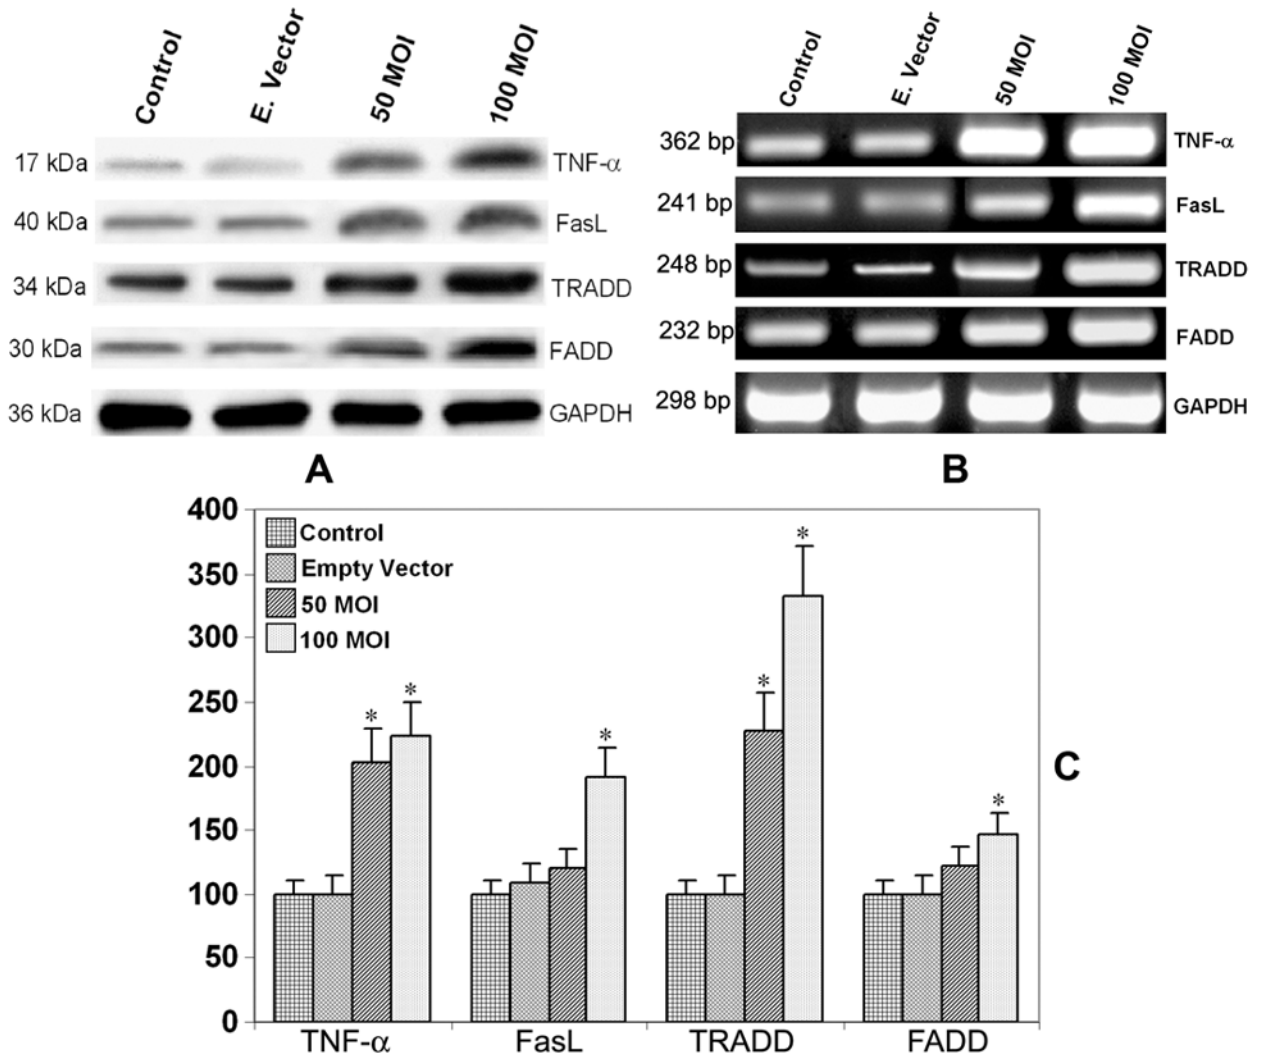 Control E. Vector 50 MOI 100 MOI
17 kDa TNF-α
40 kDa FasL
34 kDa TRADD
30 kDa FADD
36 kDa GAPDH
A
Control E. Vector 50 MOI 100 MOI
362 bp TNF-α
241 bp FasL
248 bp TRADD
232 bp FADD
298 bp GAPDH
B
400
350
300
250
200
150
100
50
0
Control
Empty Vector
50 MOI
100 MOI
* * * * * *
TNF-α FasL TRADD FADD
C